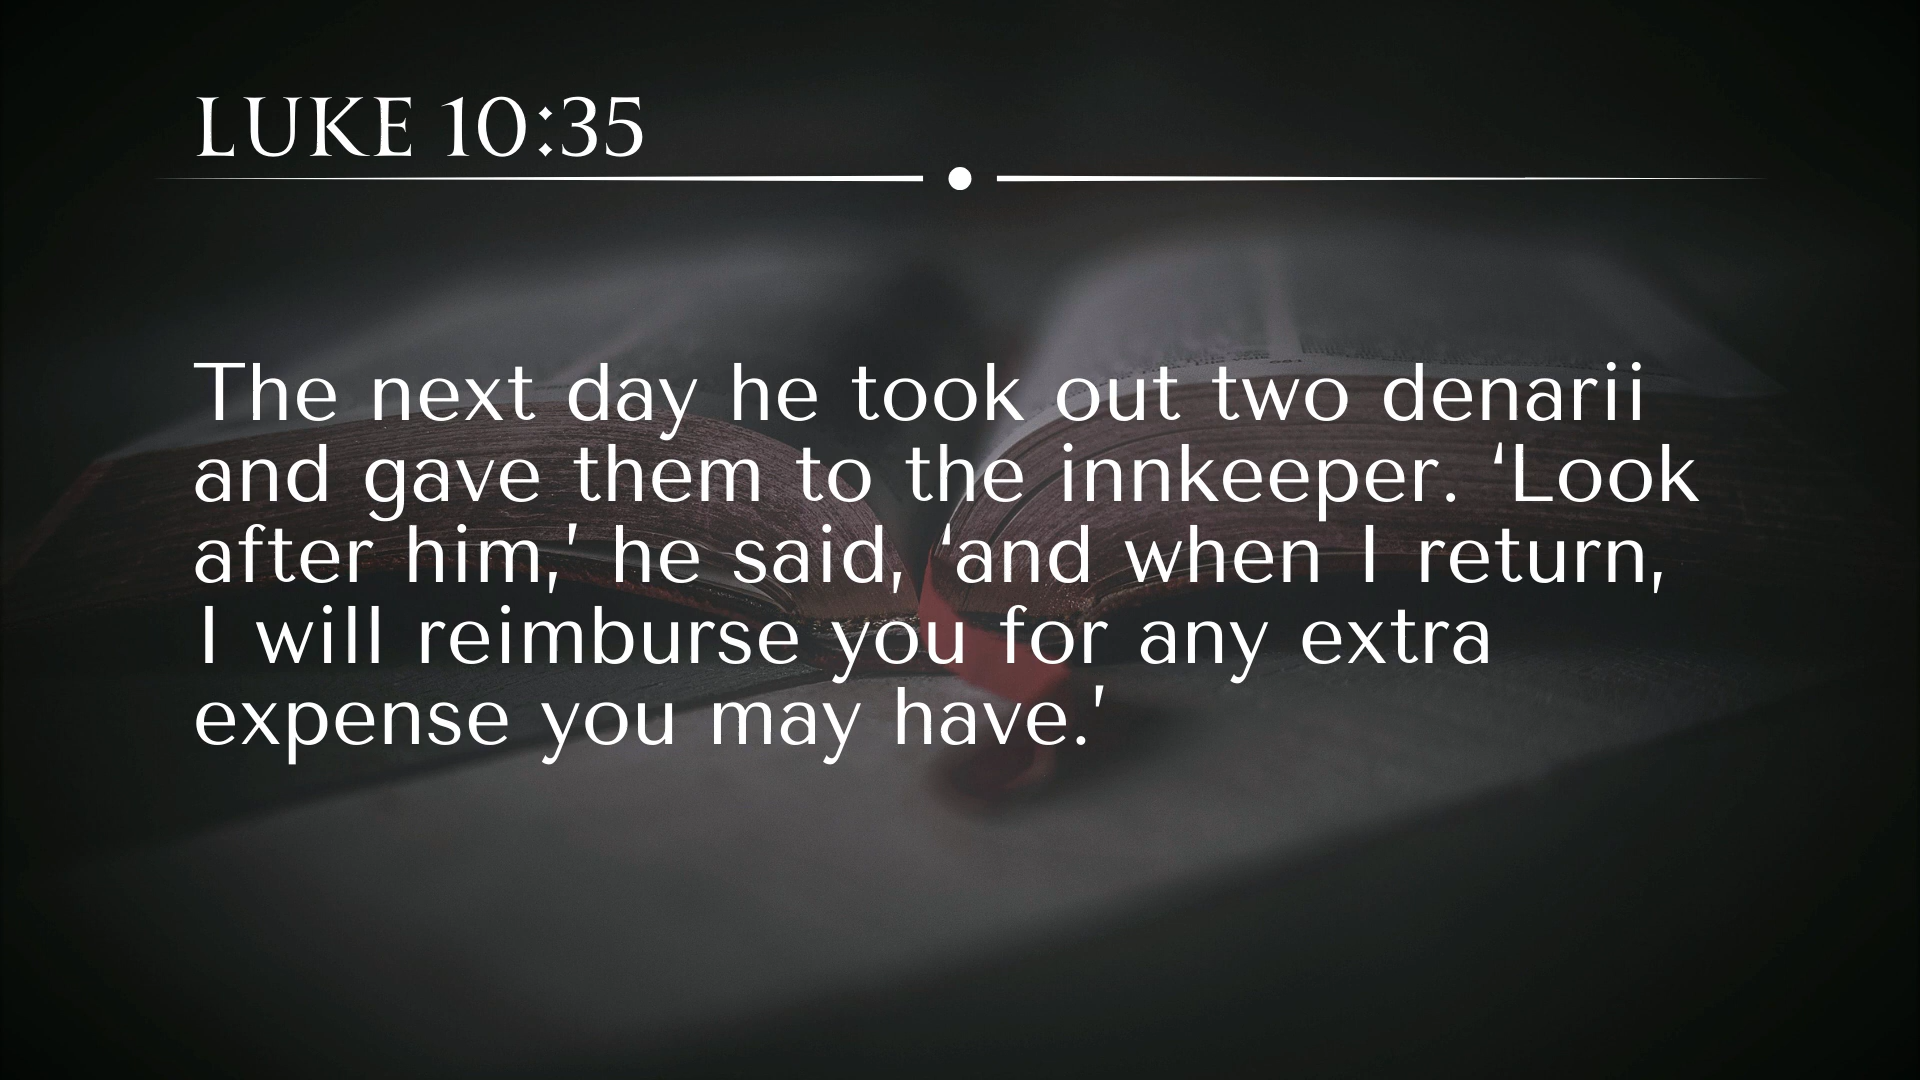 LUKE 10:35
The next day he took out two denarii
and gave them to the innkeeper. ‘Look
after him,’ he said, ‘and when I return,
I will reimburse you for any extra
expense you may have.’